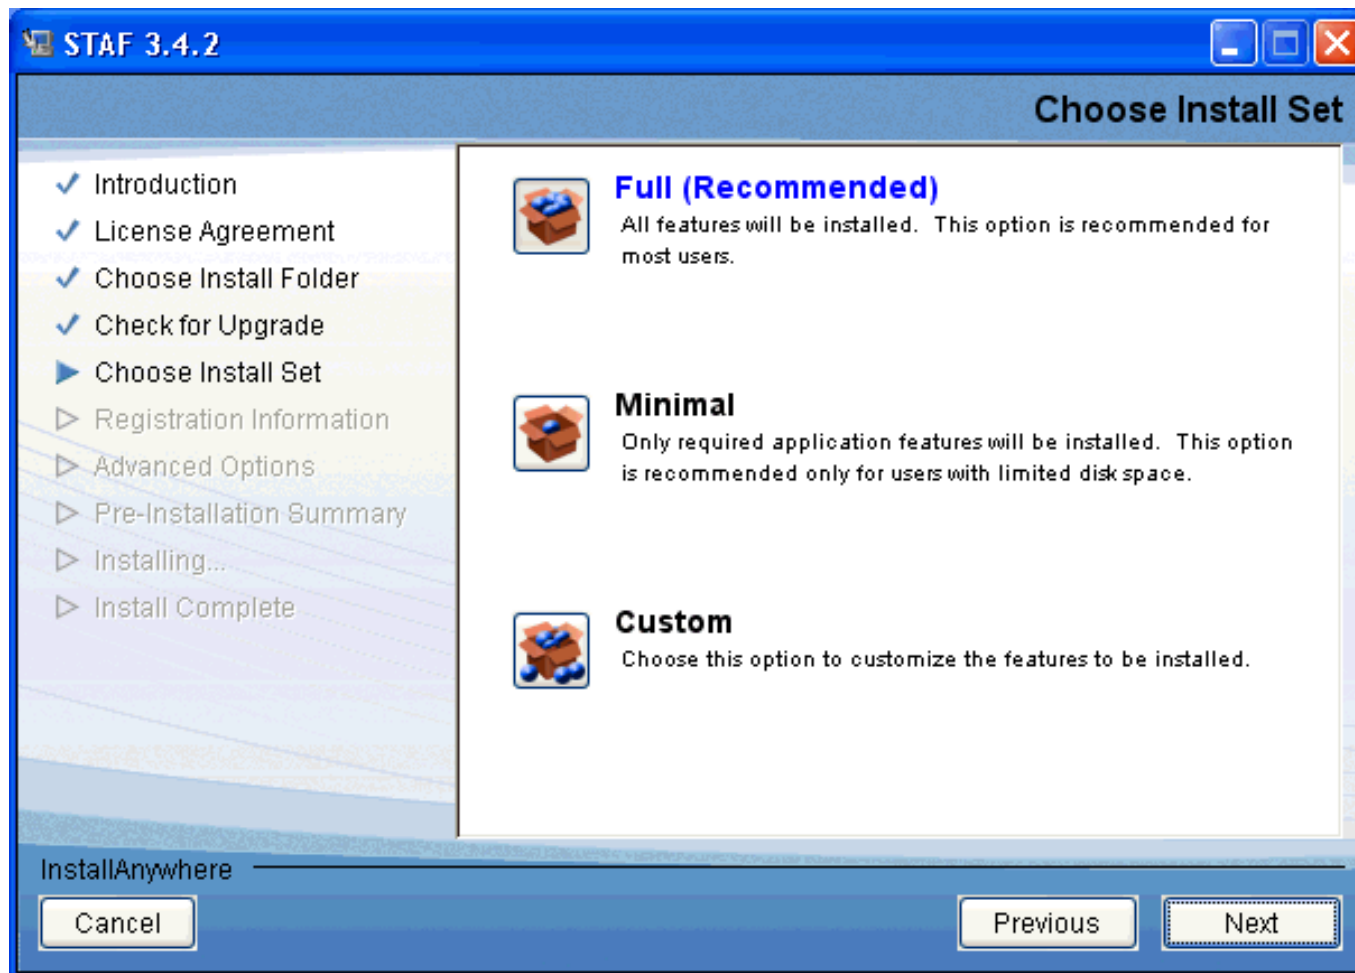 STAF 3.4.2
Choose Install Set
Introduction
License Agreement
Choose Install Folder
Check for Upgrade
Choose Install Set
Registration Information
Advanced Options
Pre-Installation Summary
Installing...
Install Complete
Full (Recommended)
All features will be installed. This option is recommended for
most users.
Minimal
Only required application features will be installed. This option
is recommended only for users with limited disk space.
Custom
Choose this option to customize the features to be installed.
InstallAnywhere
Cancel
Previous
Next